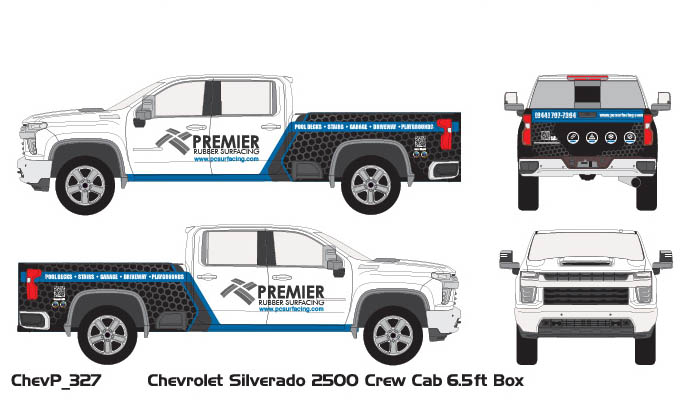 POOL DECKS • STAIRS • GARAGE • DRIVEWAY • PLAYGROUNDS
PREMIER
RUBBER SURFACING
www.pcsurfacing.com
(844) 797-7394 www.pcsurfacing.com
POOL DECKS • STAIRS • GARAGE • DRIVEWAY • PLAYGROUNDS
PREMIER
RUBBER SURFACING
www.pcsurfacing.com
ChevP_327 Chevrolet Silverado 2500 Crew Cab 6.5ft Box